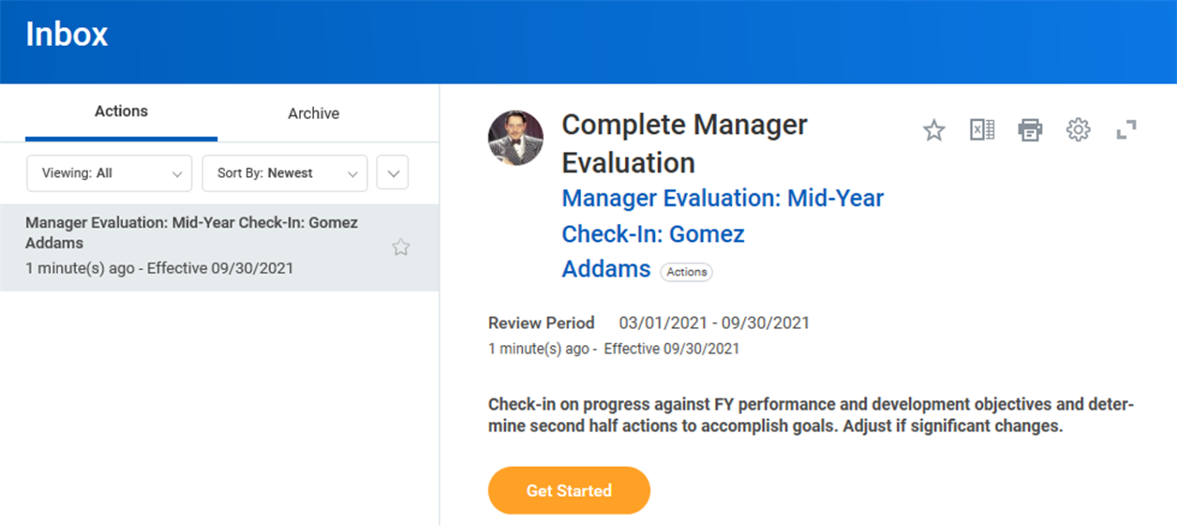 Inbox
Actions
Archive
Viewing: All
Sort By: Newest
Manager Evaluation: Mid-Year Check-In: Gomez
Addams
1 minute(s) ago - Effective 09/30/2021
Complete Manager
Evaluation
Manager Evaluation: Mid-Year
Check-In: Gomez
Addams Actions
Review Period 03/01/2021 - 09/30/2021
1 minute(s) ago - Effective 09/30/2021
Check-in on progress against FY performance and development objectives and deter-
mine second half actions to accomplish goals. Adjust if significant changes.
Get Started